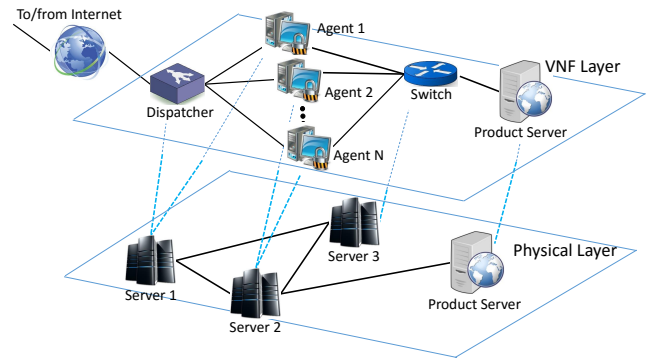 To/from Internet
Agent 1
VNF Layer
Agent 2
Switch
Dispatcher
Product Server
Agent N
Physical Layer
Server 3
Server 1
Product Server
Server 2